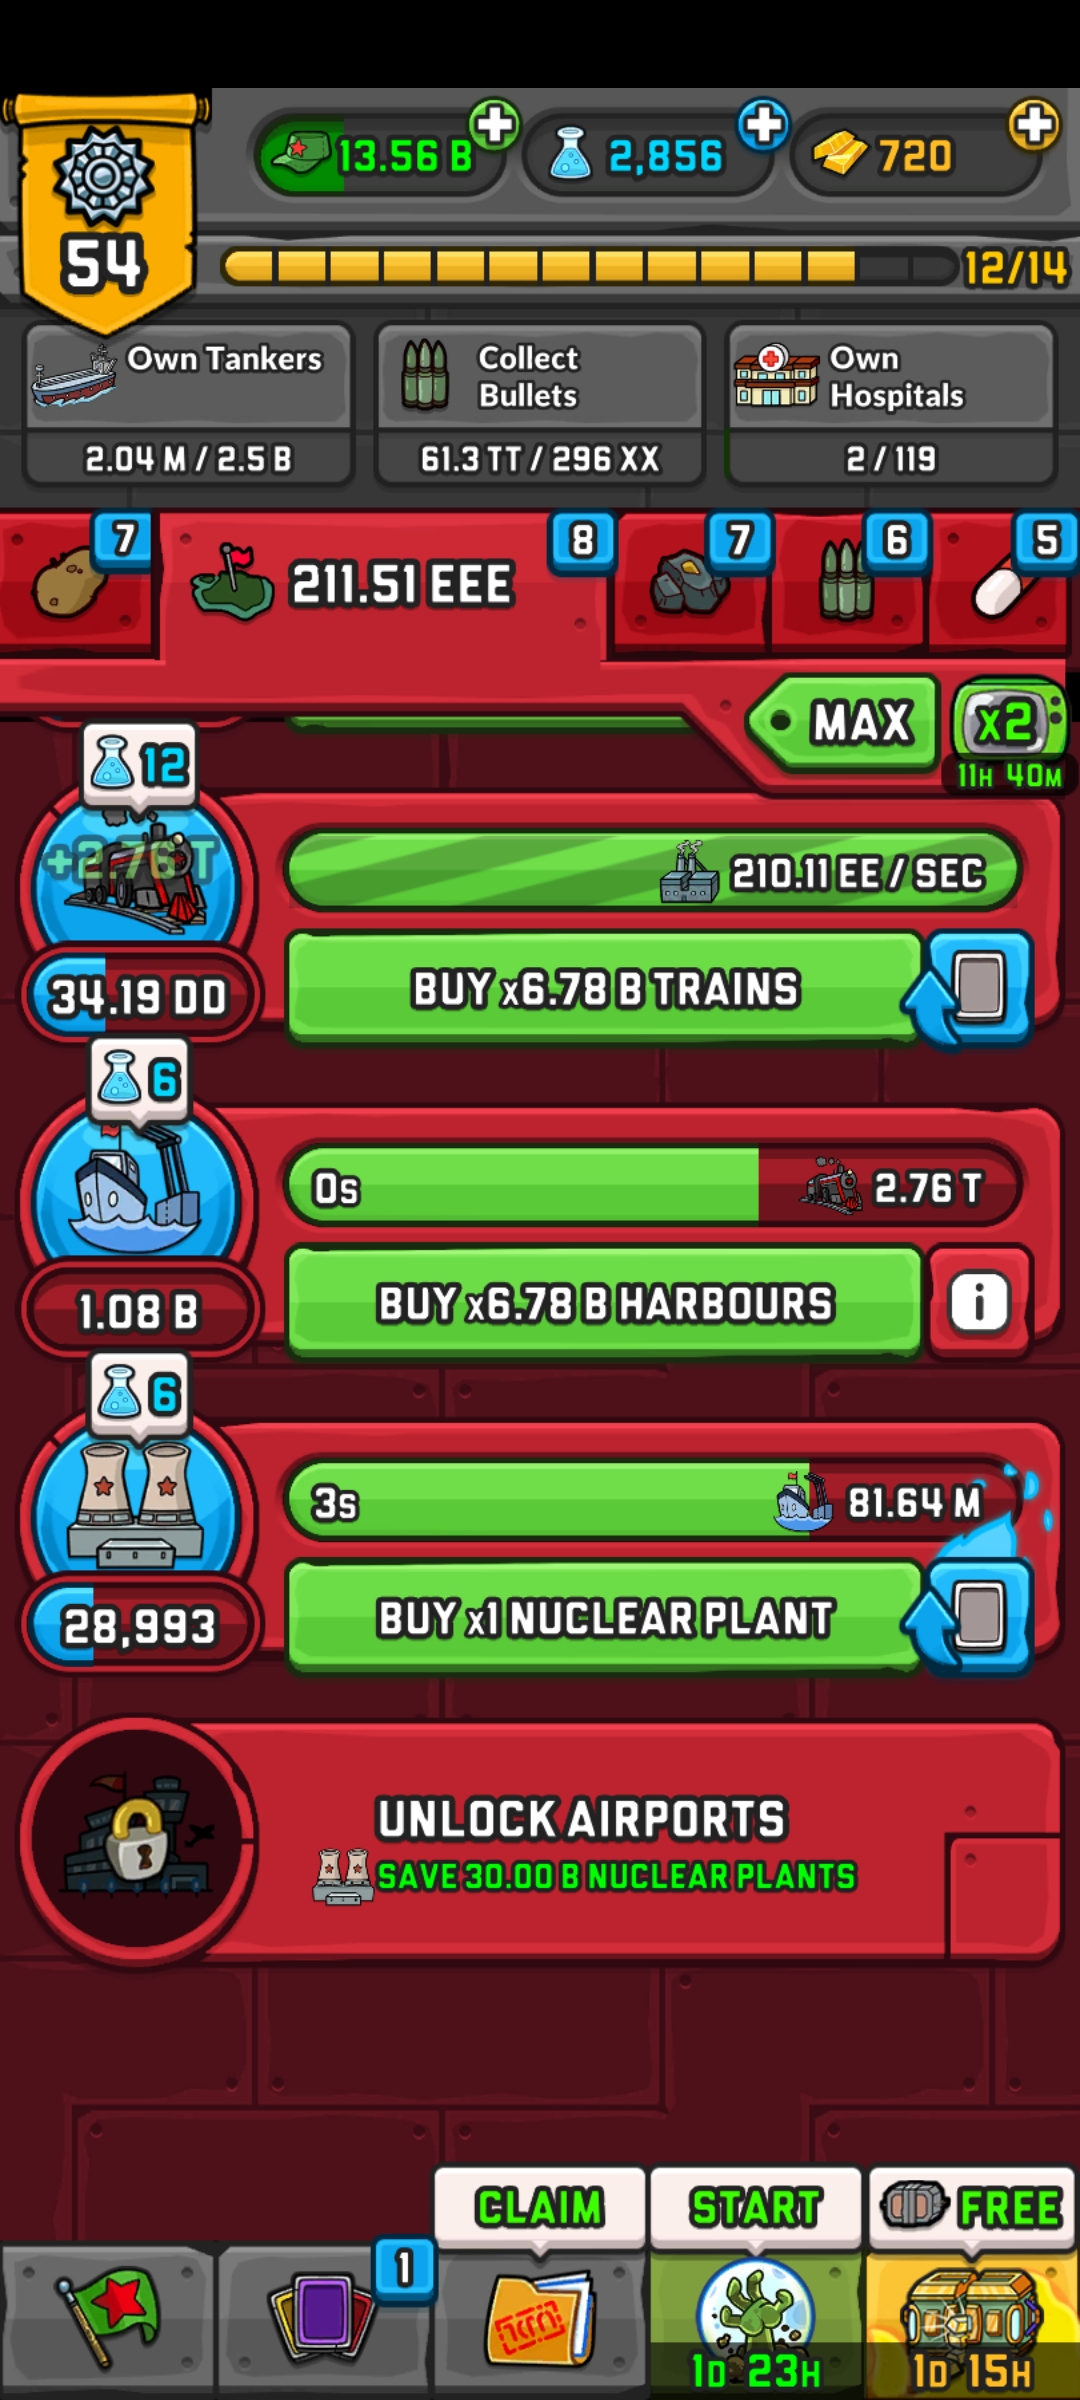 54
13.56 B
2,856
720
12/14
Own Tankers
2.04 M / 2.5 B
Collect
Bullets
61.3 TT / 296 XX
Own
Hospitals
2 / 119
7
211.51 EEE
8
7
6
5
MAX
x2
11H 40M
12
+2.76 T
210.11 EE / SEC
34.19 DD
BUY x6.78 B TRAINS
6
0s
2.76 T
1.08 B
BUY x6.78 B HARBOURS
i
6
3s
81.64 M
28,993
BUY x1 NUCLEAR PLANT
UNLOCK AIRPORTS
SAVE 30.00 B NUCLEAR PLANTS
CLAIM
START
FREE
1
1D 23H
1D 15H